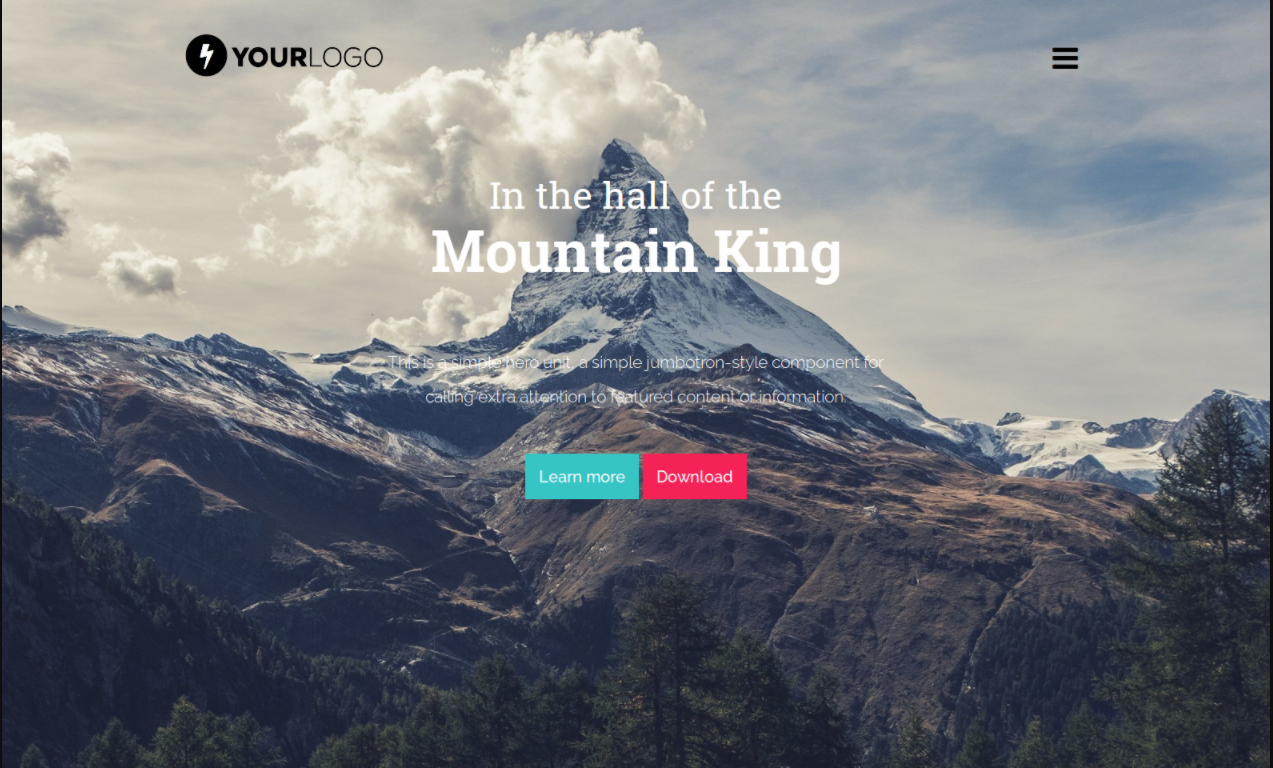 YOURLOGO
In the hall of the
Mountain King
This is a simple hero unit, a simple jumbotron-style component for
calling extra attention to featured content or information.
Learn more
Download